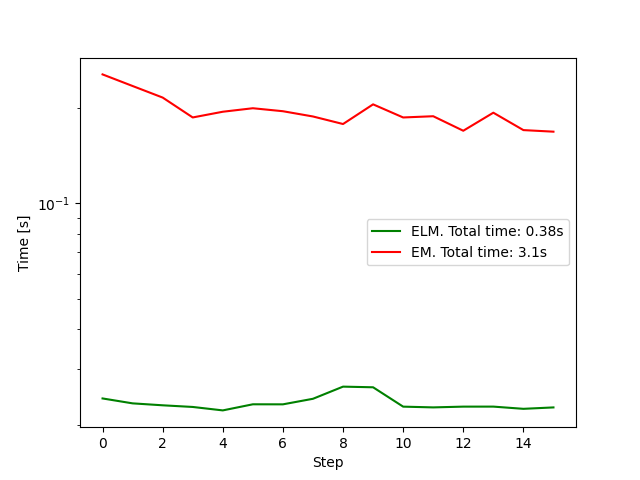 Time [s]
10⁻¹
ELM. Total time: 0.38s
EM. Total time: 3.1s
0 2 4 6 8 10 12 14
Step